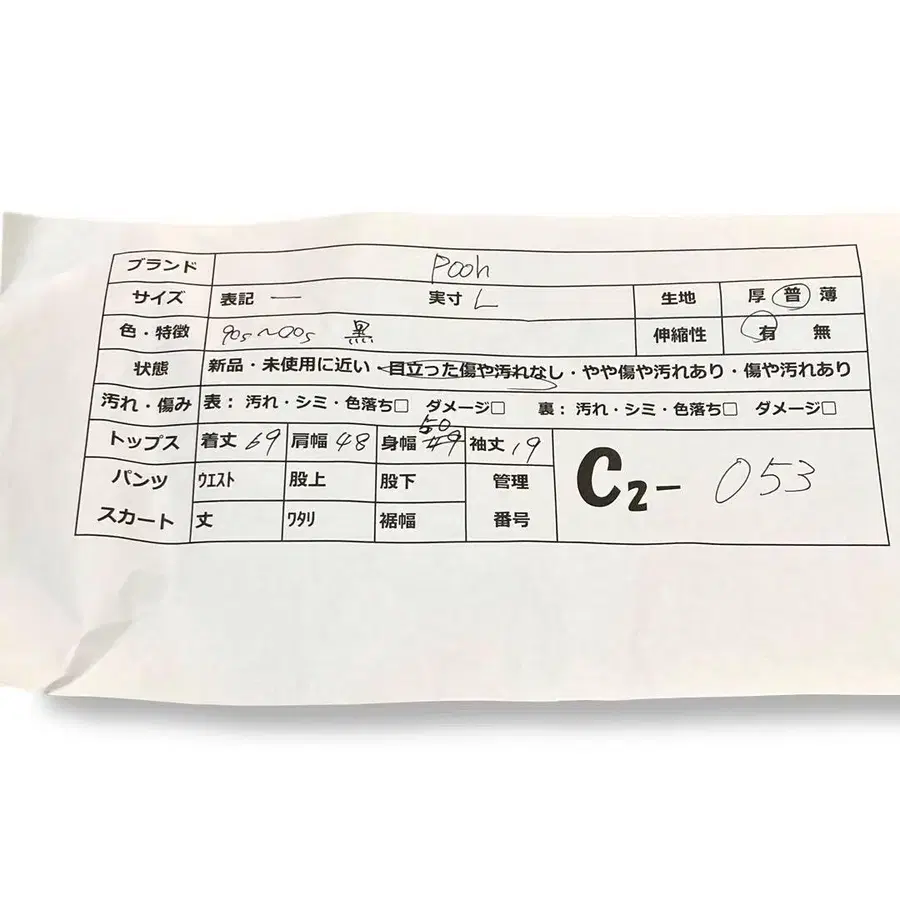 ブランド Pooh
サイズ 表記 ― 実寸 L 生地 厚 普 薄
色・特徴 90s〜00s 黒 伸縮性 有 無
状態 新品・未使用に近い・目立った傷や汚れなし・やや傷や汚れあり・傷や汚れあり
汚れ・傷み 表：汚れ・シミ・色落ち□ ダメージ□ 裏：汚れ・シミ・色落ち□ ダメージ□
トップス 着丈 69 肩幅 48 身幅 50 袖丈 19
パンツ ウエスト 股上 股下 管理 C2- 053
スカート 丈 ワタリ 裾幅 番号